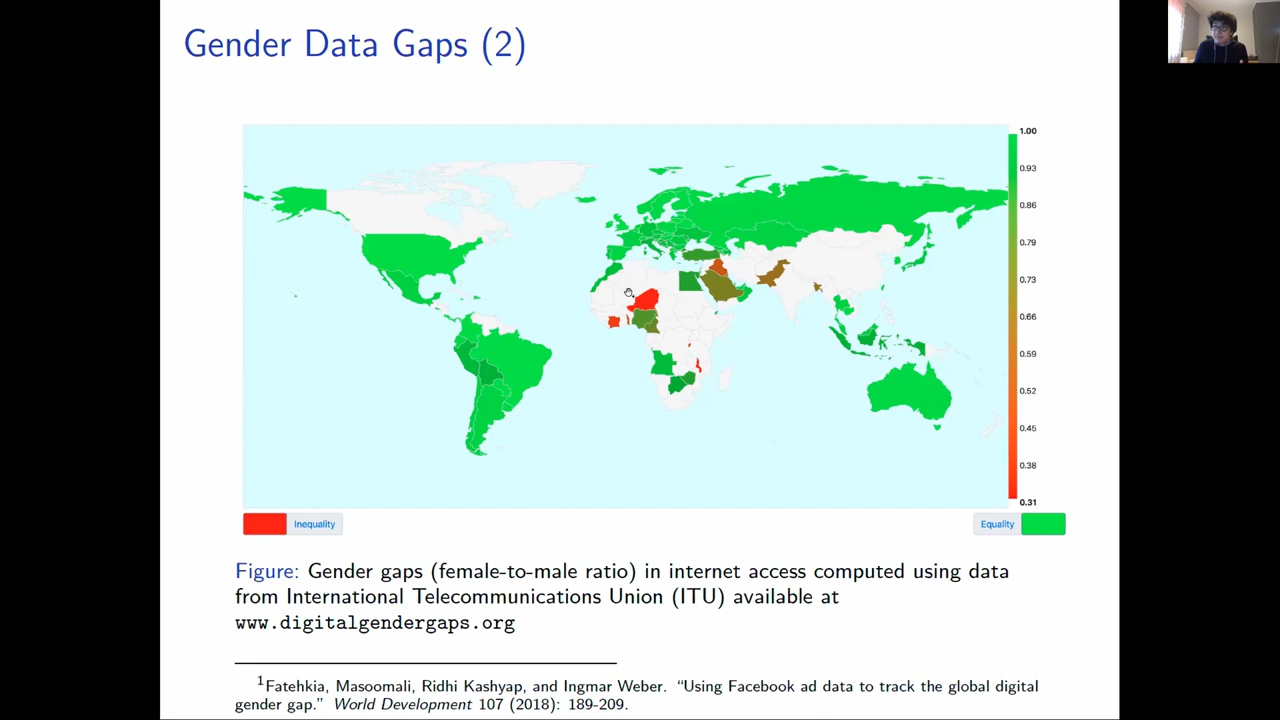 Gender Data Gaps (2)
1.00
0.93
0.86
0.79
0.73
0.66
0.59
0.52
0.45
0.38
0.31
Inequality
Equality
Figure: Gender gaps (female-to-male ratio) in internet access computed using data
from International Telecommunications Union (ITU) available at
www.digitalgendergaps.org
1Fatehkia, Masoomali, Ridhi Kashyap, and Ingmar Weber. “Using Facebook ad data to track the global digital
gender gap.” World Development 107 (2018): 189-209.